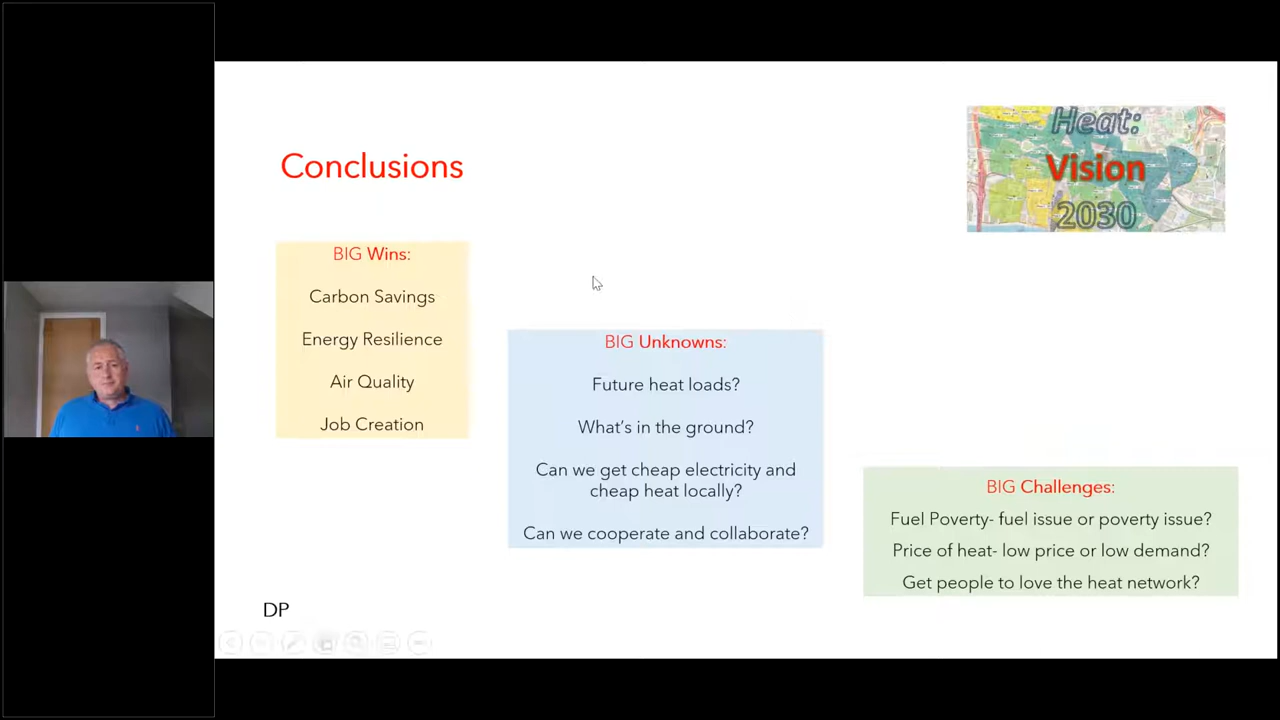 Heat:
Vision
2030
Conclusions
BIG Wins:
Carbon Savings
Energy Resilience
Air Quality
Job Creation
BIG Unknowns:
Future heat loads?
What's in the ground?
Can we get cheap electricity and
cheap heat locally?
Can we cooperate and collaborate?
BIG Challenges:
Fuel Poverty- fuel issue or poverty issue?
Price of heat- low price or low demand?
Get people to love the heat network?
DP